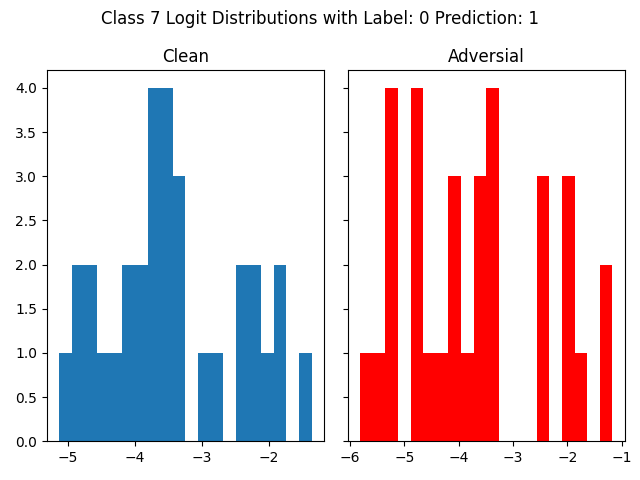 Class 7 Logit Distributions with Label: 0 Prediction: 1
Clean
Adversial
4.0
3.5
3.0
2.5
2.0
1.5
1.0
0.5
0.0
−5 −4 −3 −2
−6 −5 −4 −3 −2 −1